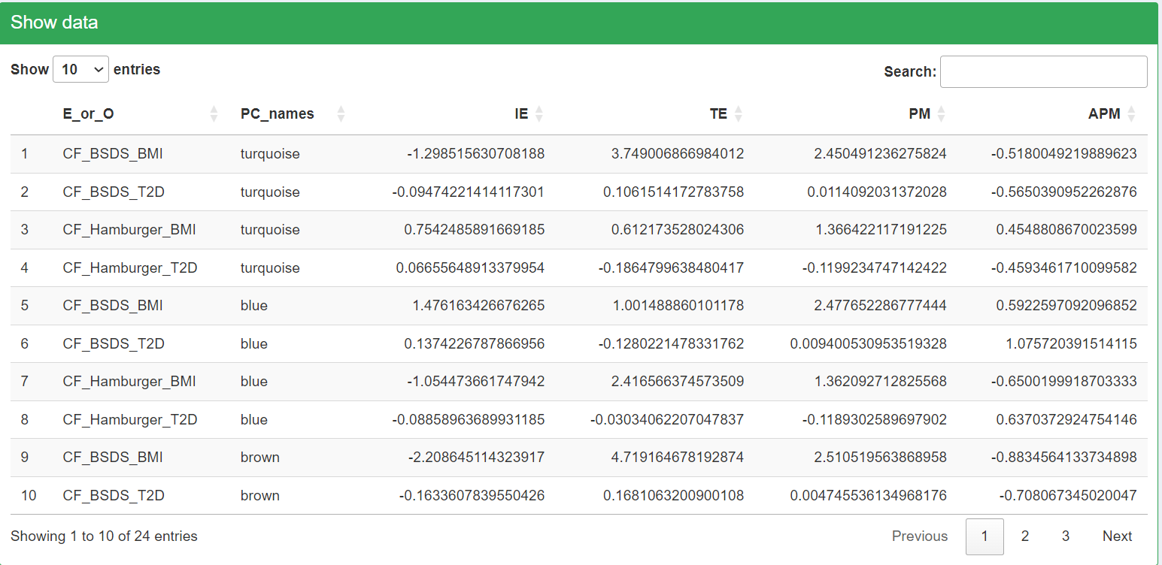 Show data
Show 10 entries Search:
E_or_O PC_names IE TE PM APM
1 CF_BSDS_BMI turquoise -1.298515630708188 3.749006866984012 2.450491236275824 -0.5180049219889623
2 CF_BSDS_T2D turquoise -0.09474221414117301 0.1061514172783758 0.0114092031372028 -0.5650390952262876
3 CF_Hamburger_BMI turquoise 0.7542485891669185 0.612173528024306 1.366422117191225 0.4548808670023599
4 CF_Hamburger_T2D turquoise 0.06655648913379954 -0.1864799638480417 -0.1199234747142422 -0.4593461710099582
5 CF_BSDS_BMI blue 1.476163426676265 1.001488860101178 2.477652286777444 0.5922597092096852
6 CF_BSDS_T2D blue 0.1374226787866956 -0.1280221478331762 0.009400530953519328 1.075720391514115
7 CF_Hamburger_BMI blue -1.054473661747942 2.416566374573509 1.362092712825568 -0.6500199918703333
8 CF_Hamburger_T2D blue -0.08858963689931185 -0.03034062207047837 -0.1189302589697902 0.6370372924754146
9 CF_BSDS_BMI brown -2.208645114323917 4.719164678192874 2.510519563868958 -0.8834564133734898
10 CF_BSDS_T2D brown -0.1633607839550426 0.1681063200900108 0.004745536134968176 -0.708067345020047
Showing 1 to 10 of 24 entries Previous 1 2 3 Next